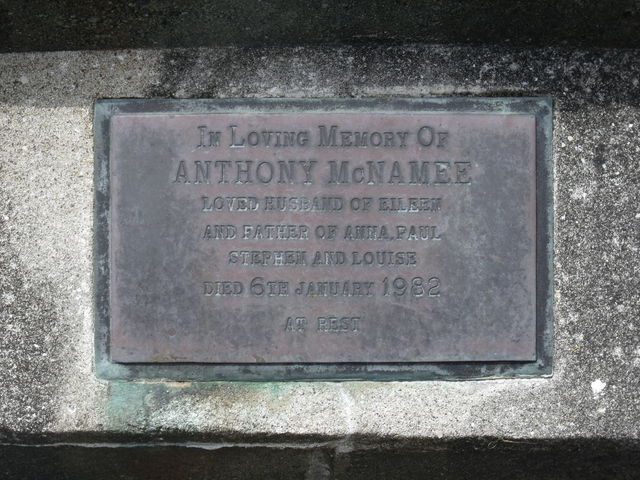 In Loving Memory Of
ANTHONY McNAMEE
LOVED HUSBAND OF EILEEN
AND FATHER OF ANNA, PAUL
STEPHEN AND LOUISE
DIED 6TH JANUARY 1982
AT REST